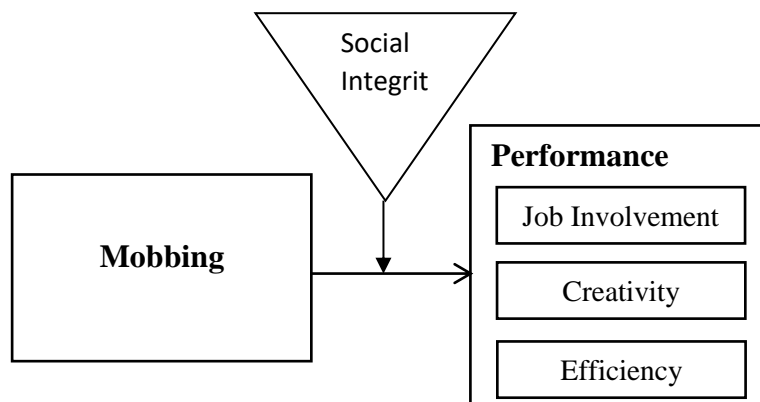 Social
Integrit
Performance
Job Involvement
Mobbing
Creativity
Efficiency